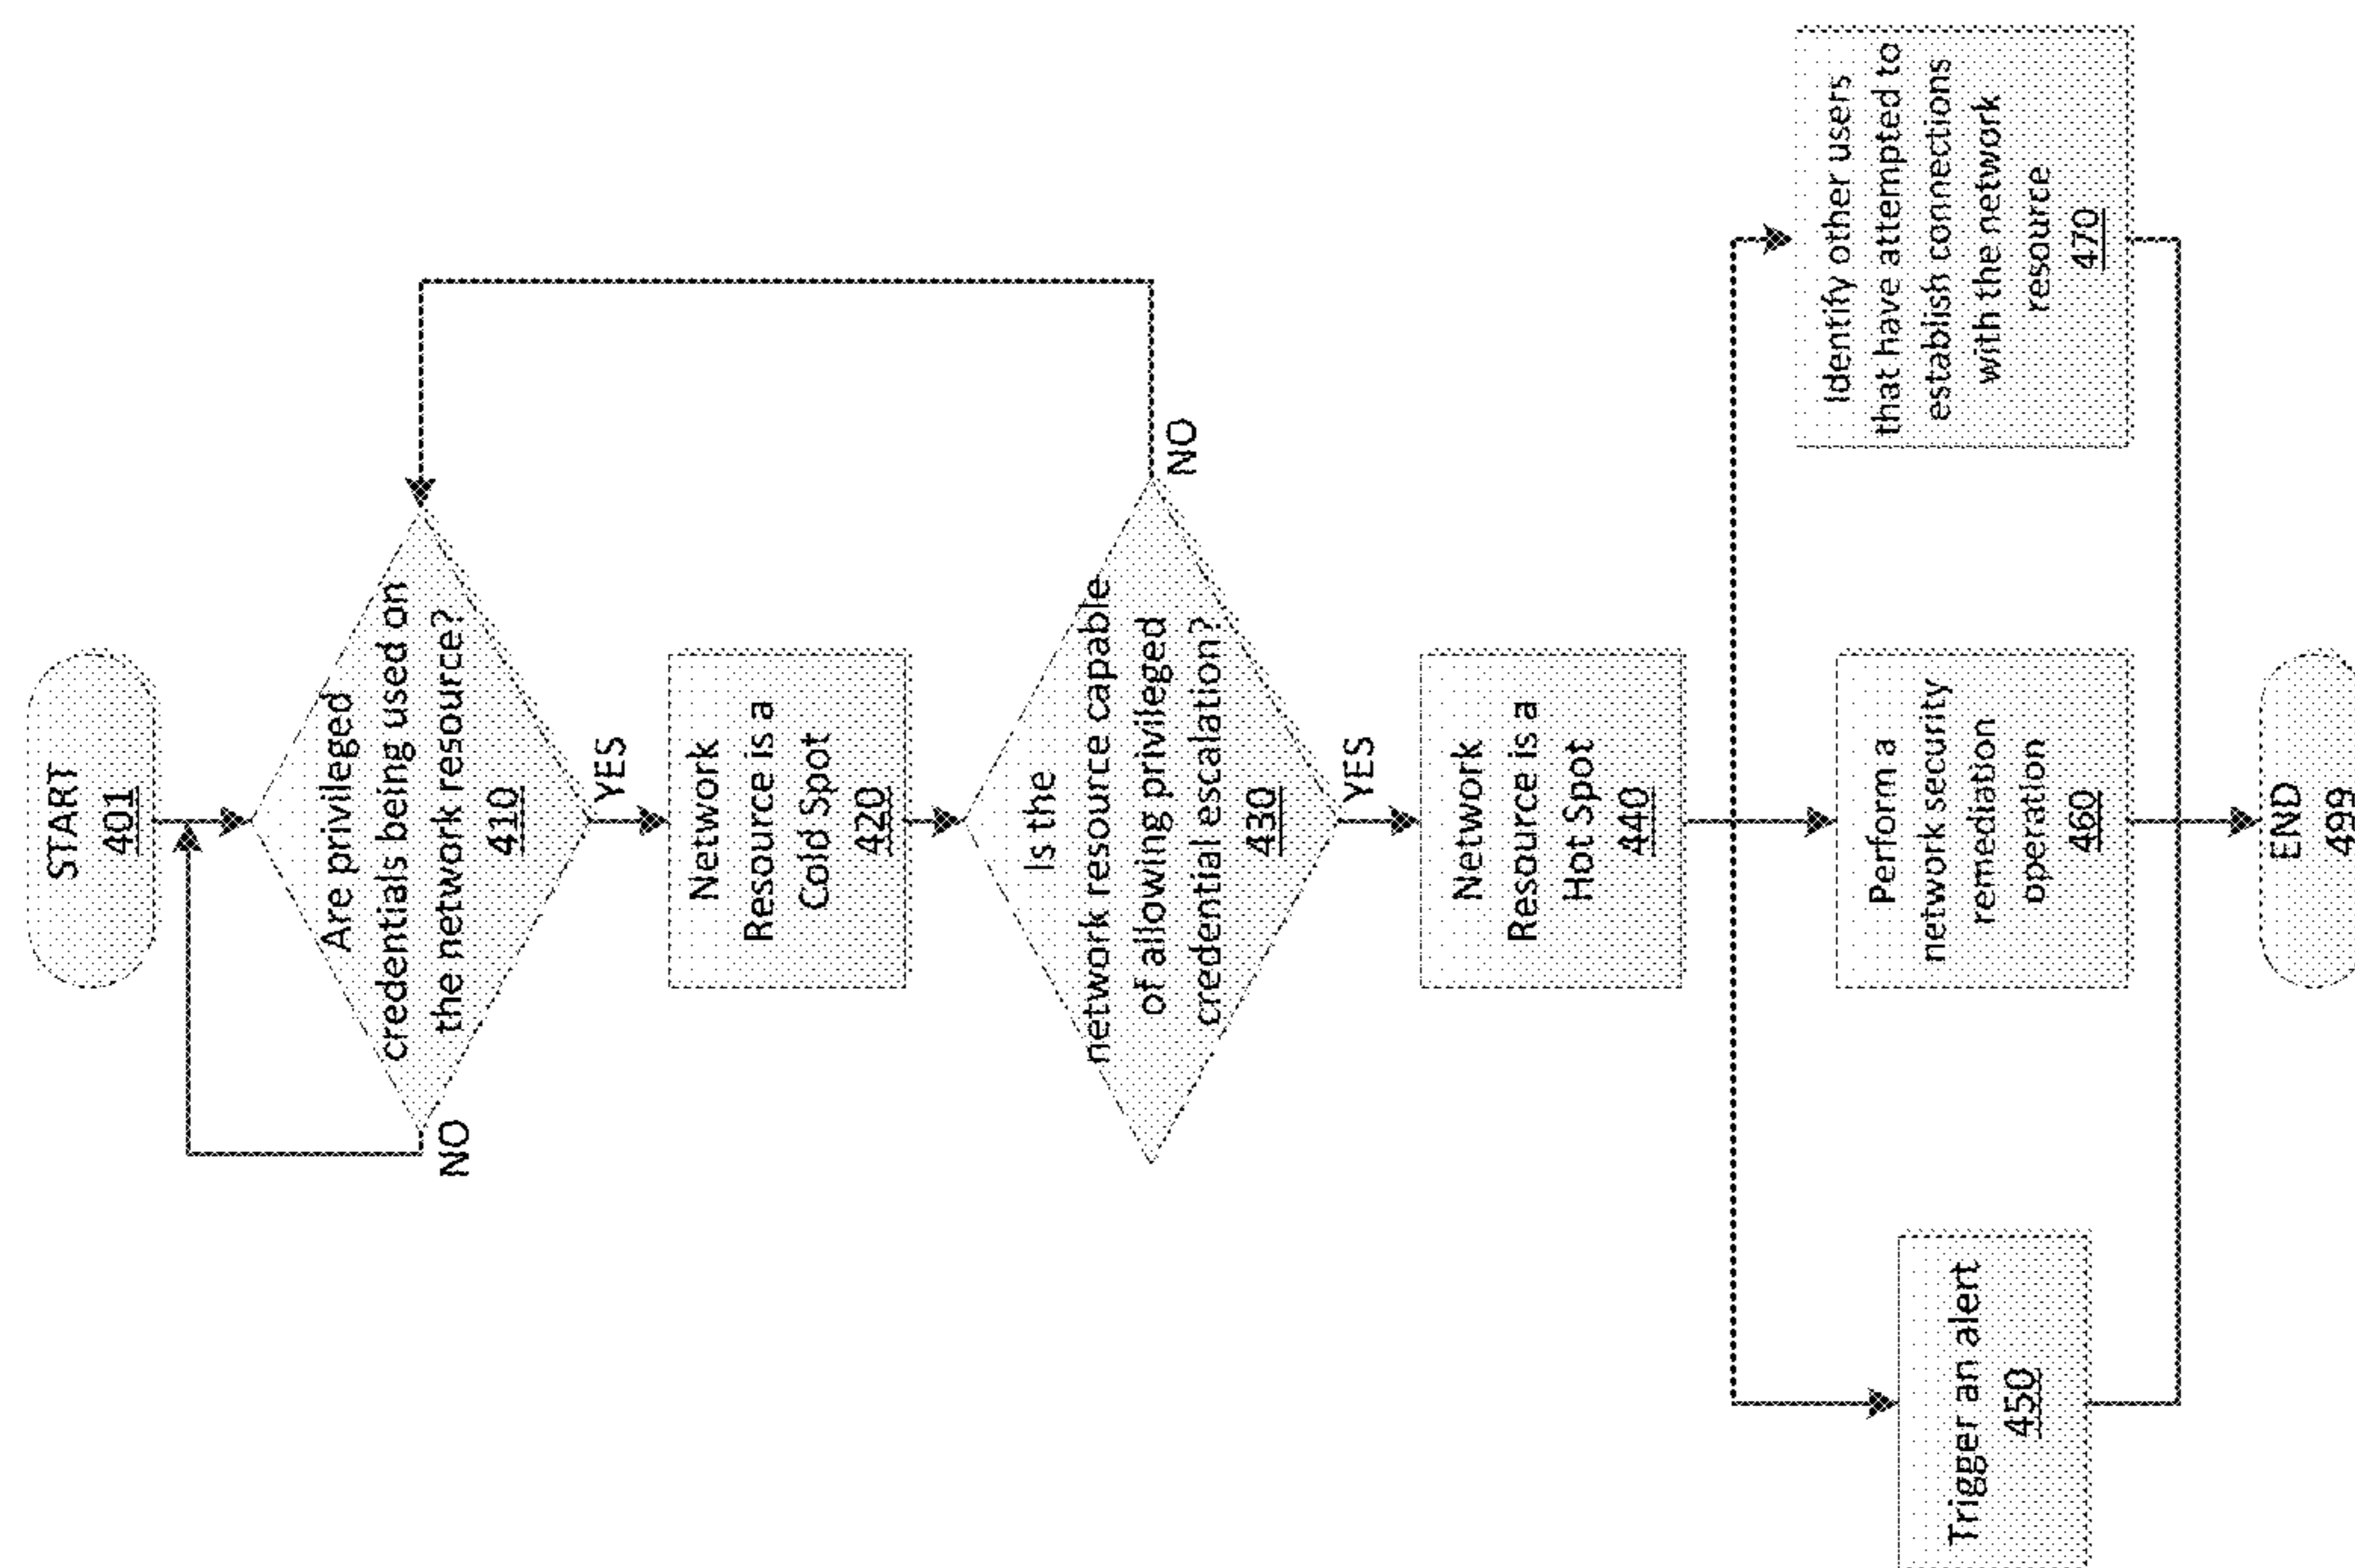 START
401
Are privileged
credentials being used on
the network resource?
410
NO
YES
Network
Resource is a
Cold Spot
420
Is the
network resource capable
of allowing privileged
credential escalation?
430
NO
YES
Network
Resource is a
Hot Spot
440
Trigger an alert
450
Perform a
network security
remediation
operation
460
Identify other users
that have attempted to
establish connections
with the network
resource
470
END
499